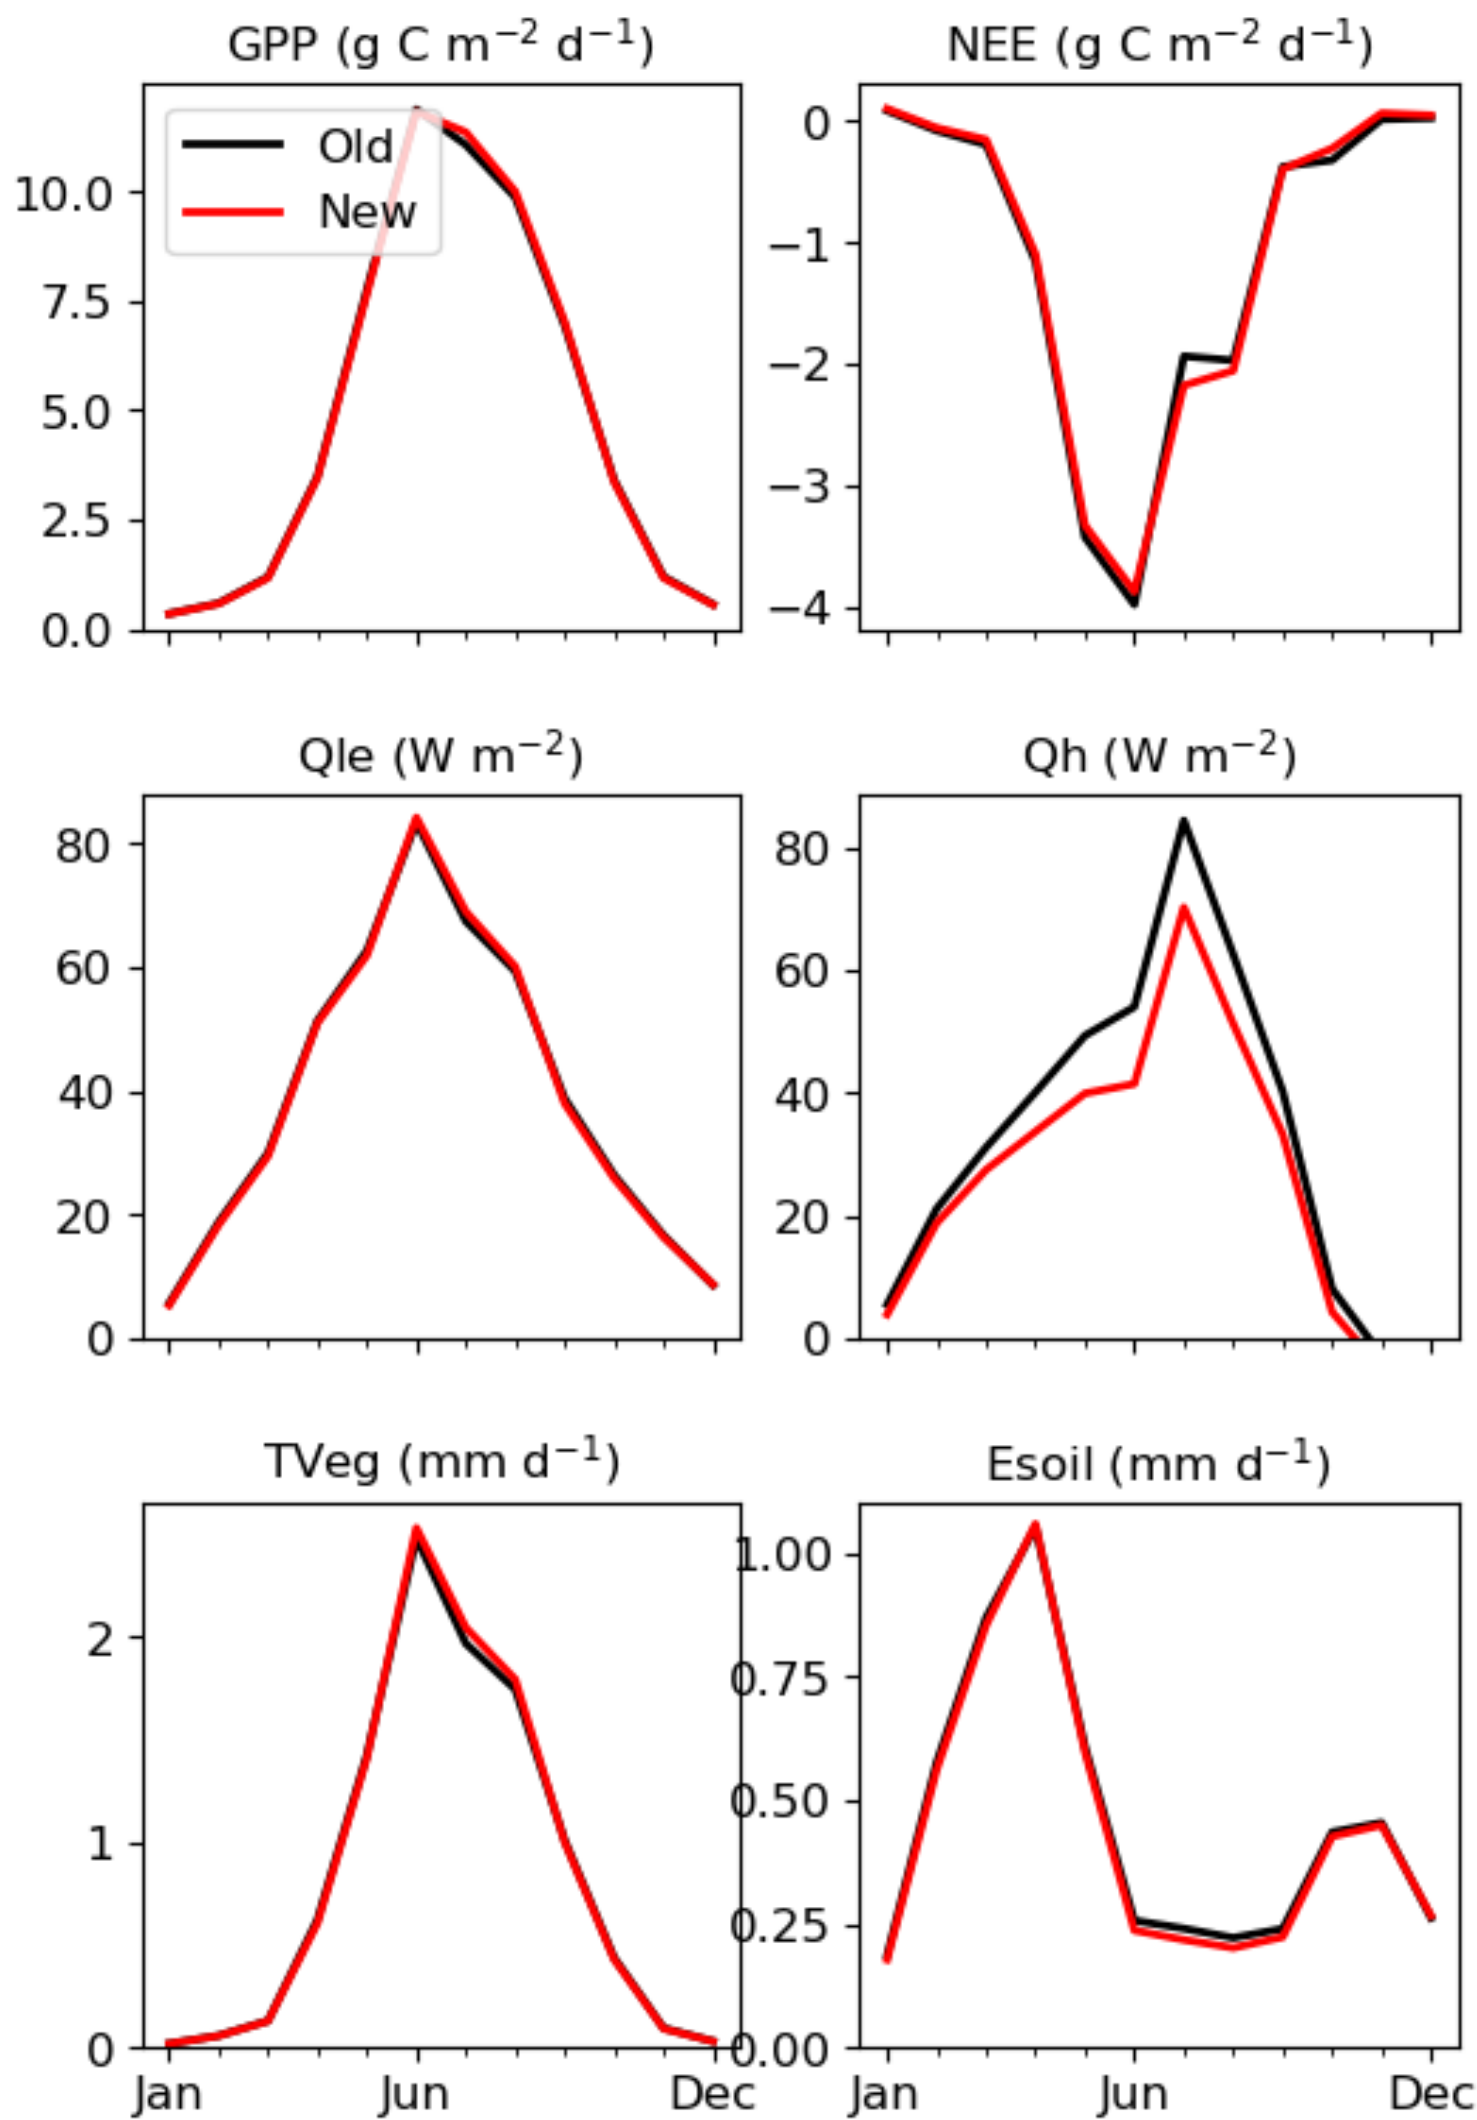 GPP (g C m⁻² d⁻¹)
Old
New
10.0
7.5
5.0
2.5
0.0
NEE (g C m⁻² d⁻¹)
0
−1
−2
−3
−4
Qle (W m⁻²)
80
60
40
20
0
Qh (W m⁻²)
80
60
40
20
0
TVeg (mm d⁻¹)
2
1
0
Jan Jun Dec
Esoil (mm d⁻¹)
1.00
0.75
0.50
0.25
0.00
Jan Jun Dec